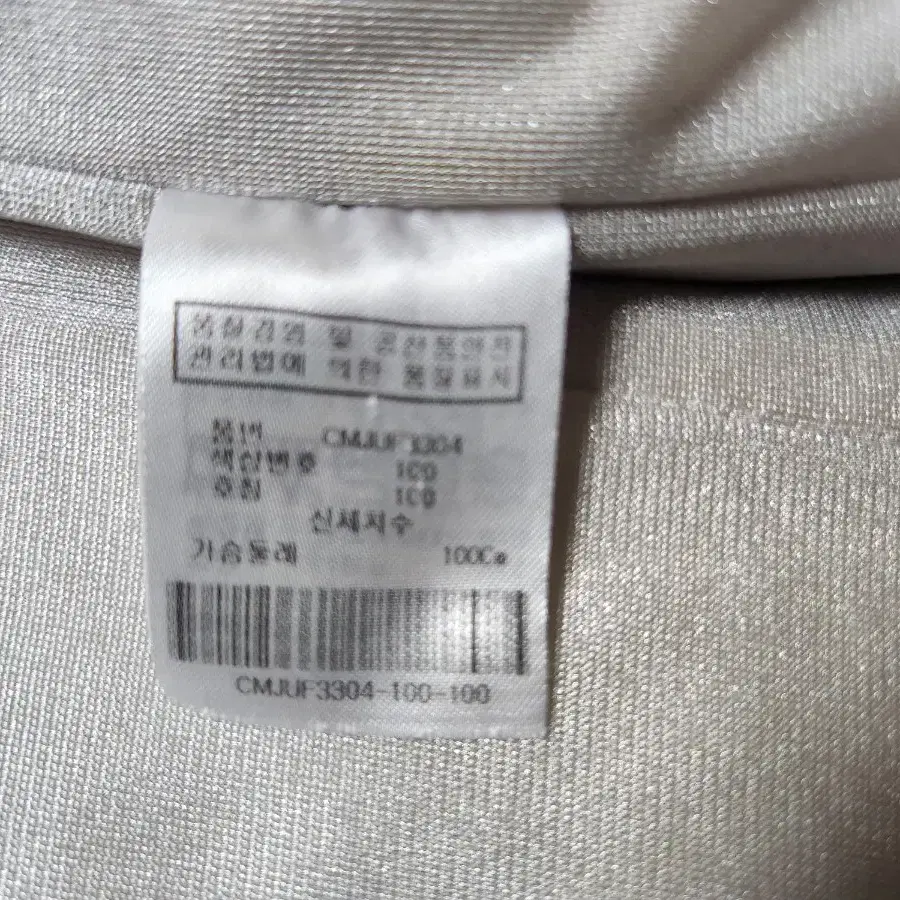 품질경영 및 공산품안전
관리법에 의한 품질표시
품번 CMJUF3304
색상번호 100
호칭 100
신체치수
가슴둘레 100Cm
CMJUF3304-100-100